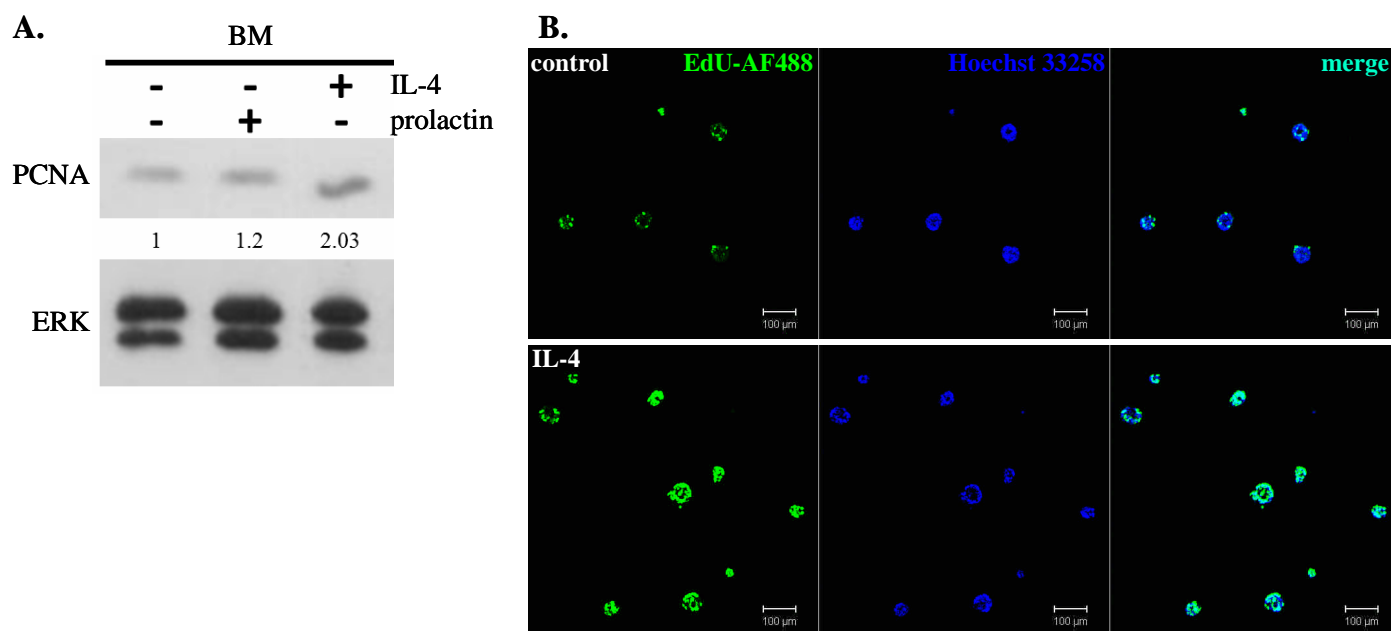 A.
BM
- - + IL-4
- + - prolactin
PCNA
1 1.2 2.03
ERK
B.
control EdU-AF488 Hoechst 33258 merge
100 µm 100 µm 100 µm
IL-4
100 µm 100 µm 100 µm